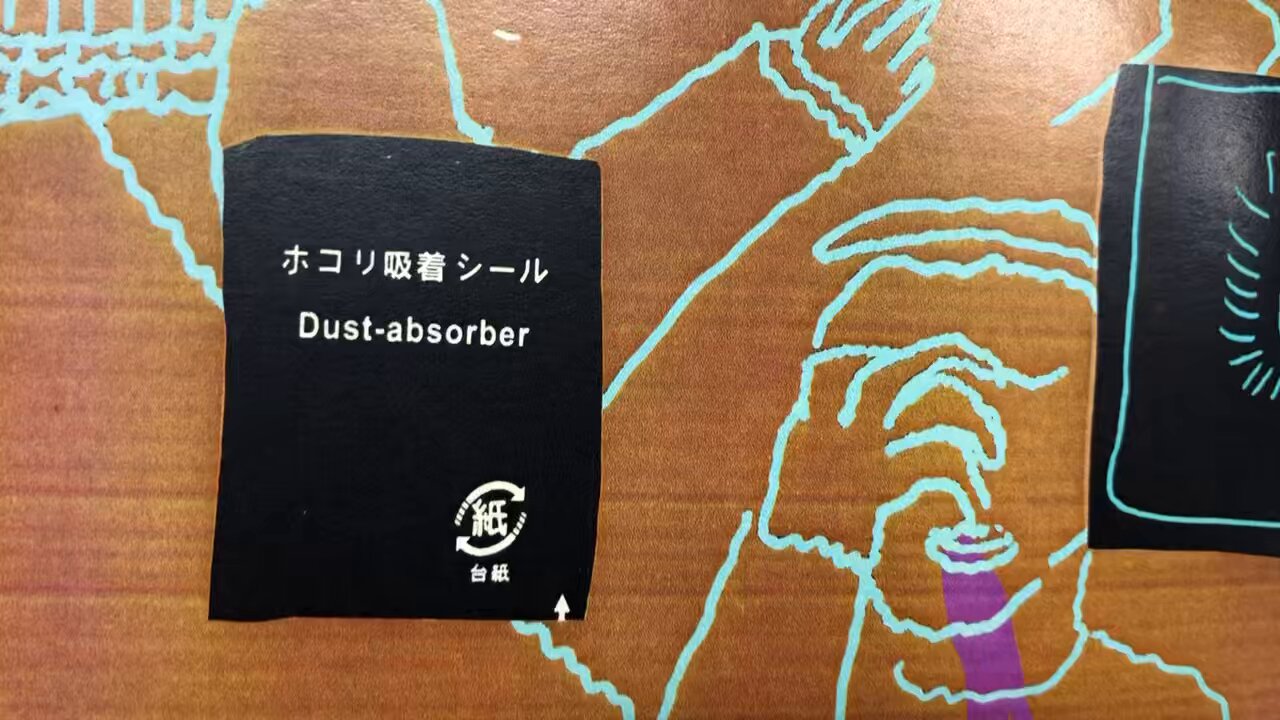 ホコリ吸着シール
Dust-absorber
紙
台紙